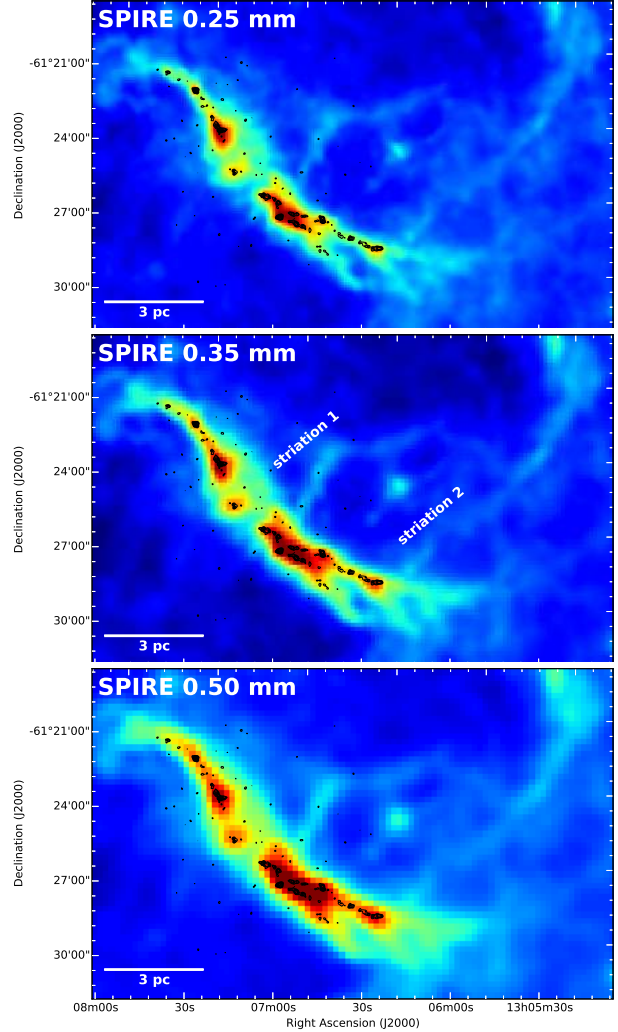 SPIRE 0.25 mm
Declination (J2000)
-61°21'00"
24'00"
27'00"
30'00"
3 pc
SPIRE 0.35 mm
Declination (J2000)
-61°21'00"
24'00"
27'00"
30'00"
striation 1
striation 2
3 pc
SPIRE 0.50 mm
Declination (J2000)
-61°21'00"
24'00"
27'00"
30'00"
3 pc
08m00s 30s 07m00s 30s 06m00s 13h05m30s
Right Ascension (J2000)